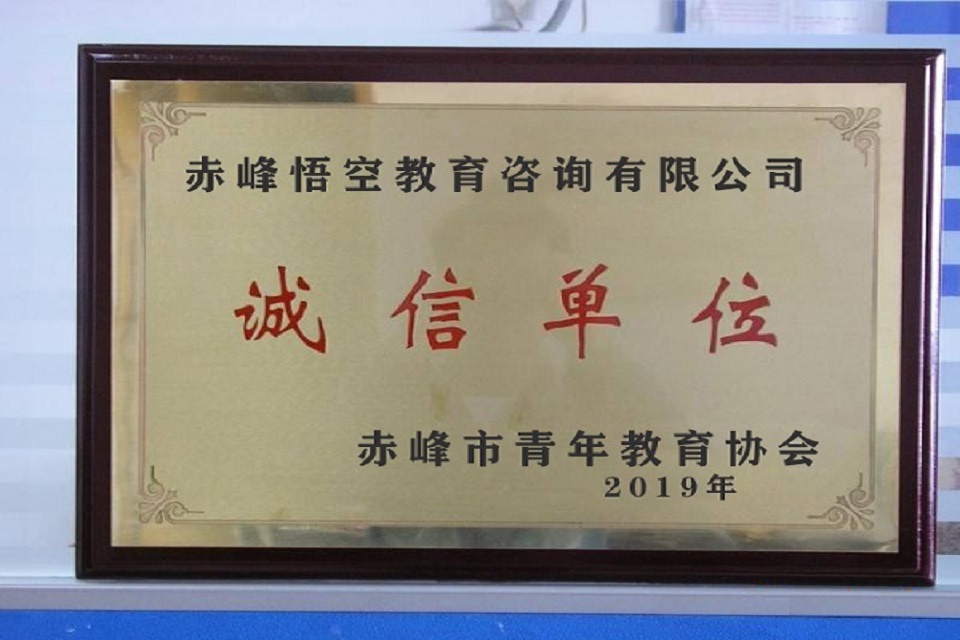 赤峰悟空教育咨询有限公司
诚信单位
赤峰市青年教育协会
2019年